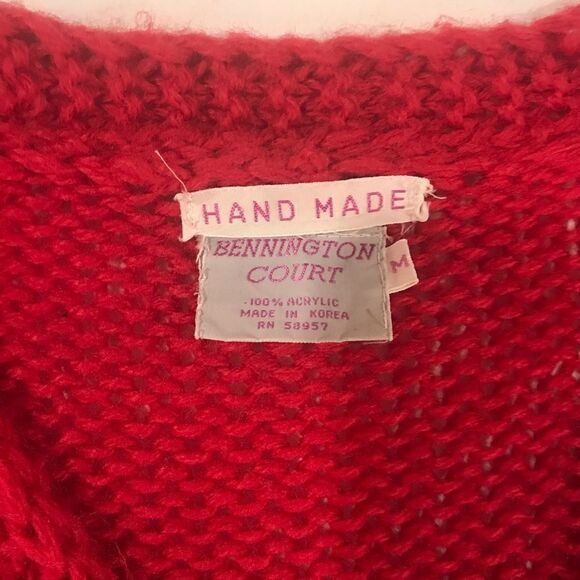 HAND MADE
BENNINGTON
COURT
M
100% ACRYLIC
MADE IN KOREA
RN 58957